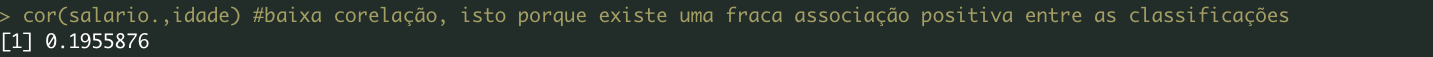 > cor(salario.,idade) #baixa corelação, isto porque existe uma fraca associação positiva entre as classificações
[1] 0.1955876